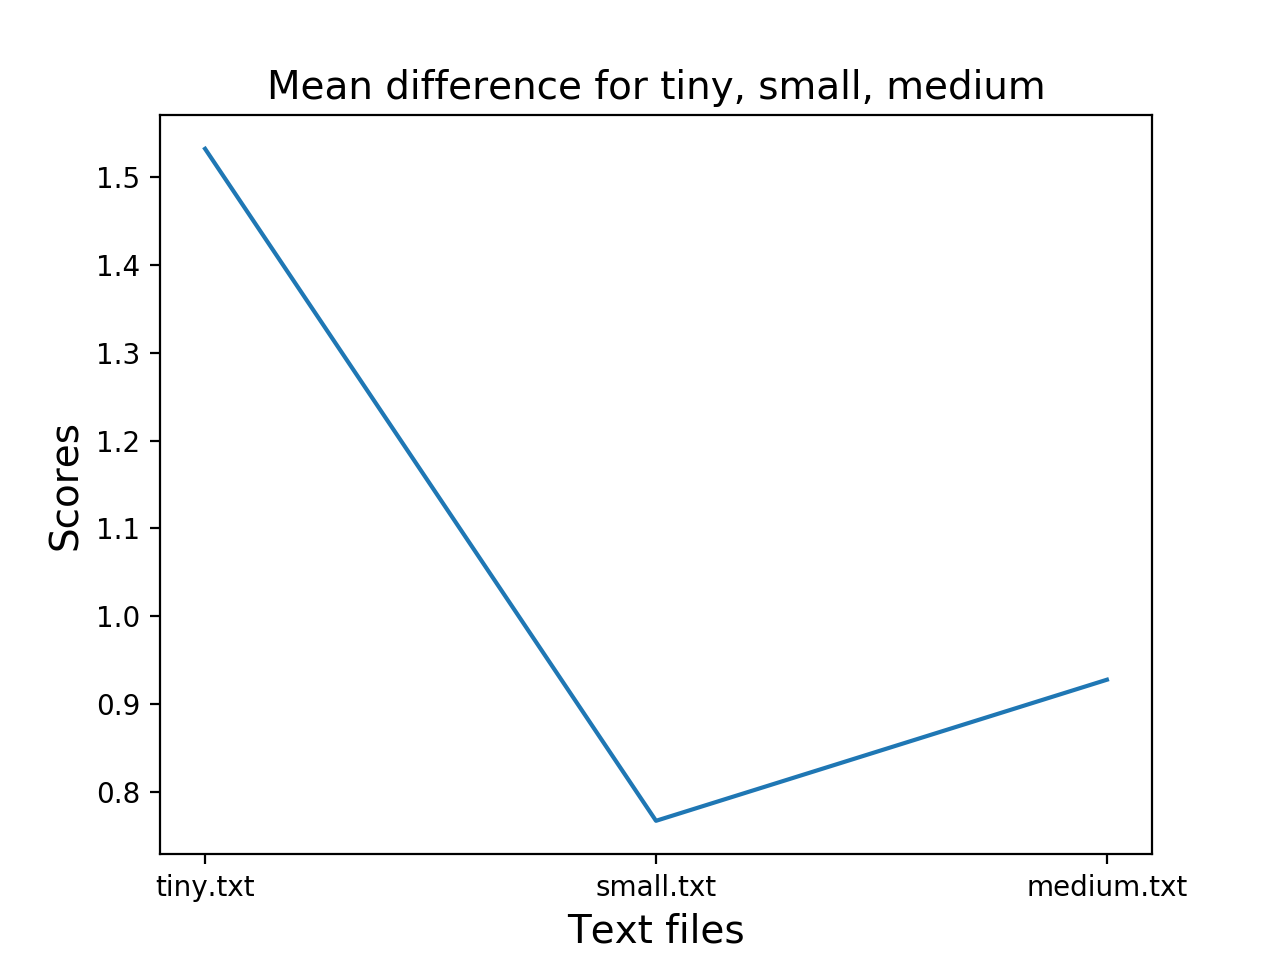 Mean difference for tiny, small, medium
Scores
1.5
1.4
1.3
1.2
1.1
1.0
0.9
0.8
tiny.txt small.txt medium.txt
Text files